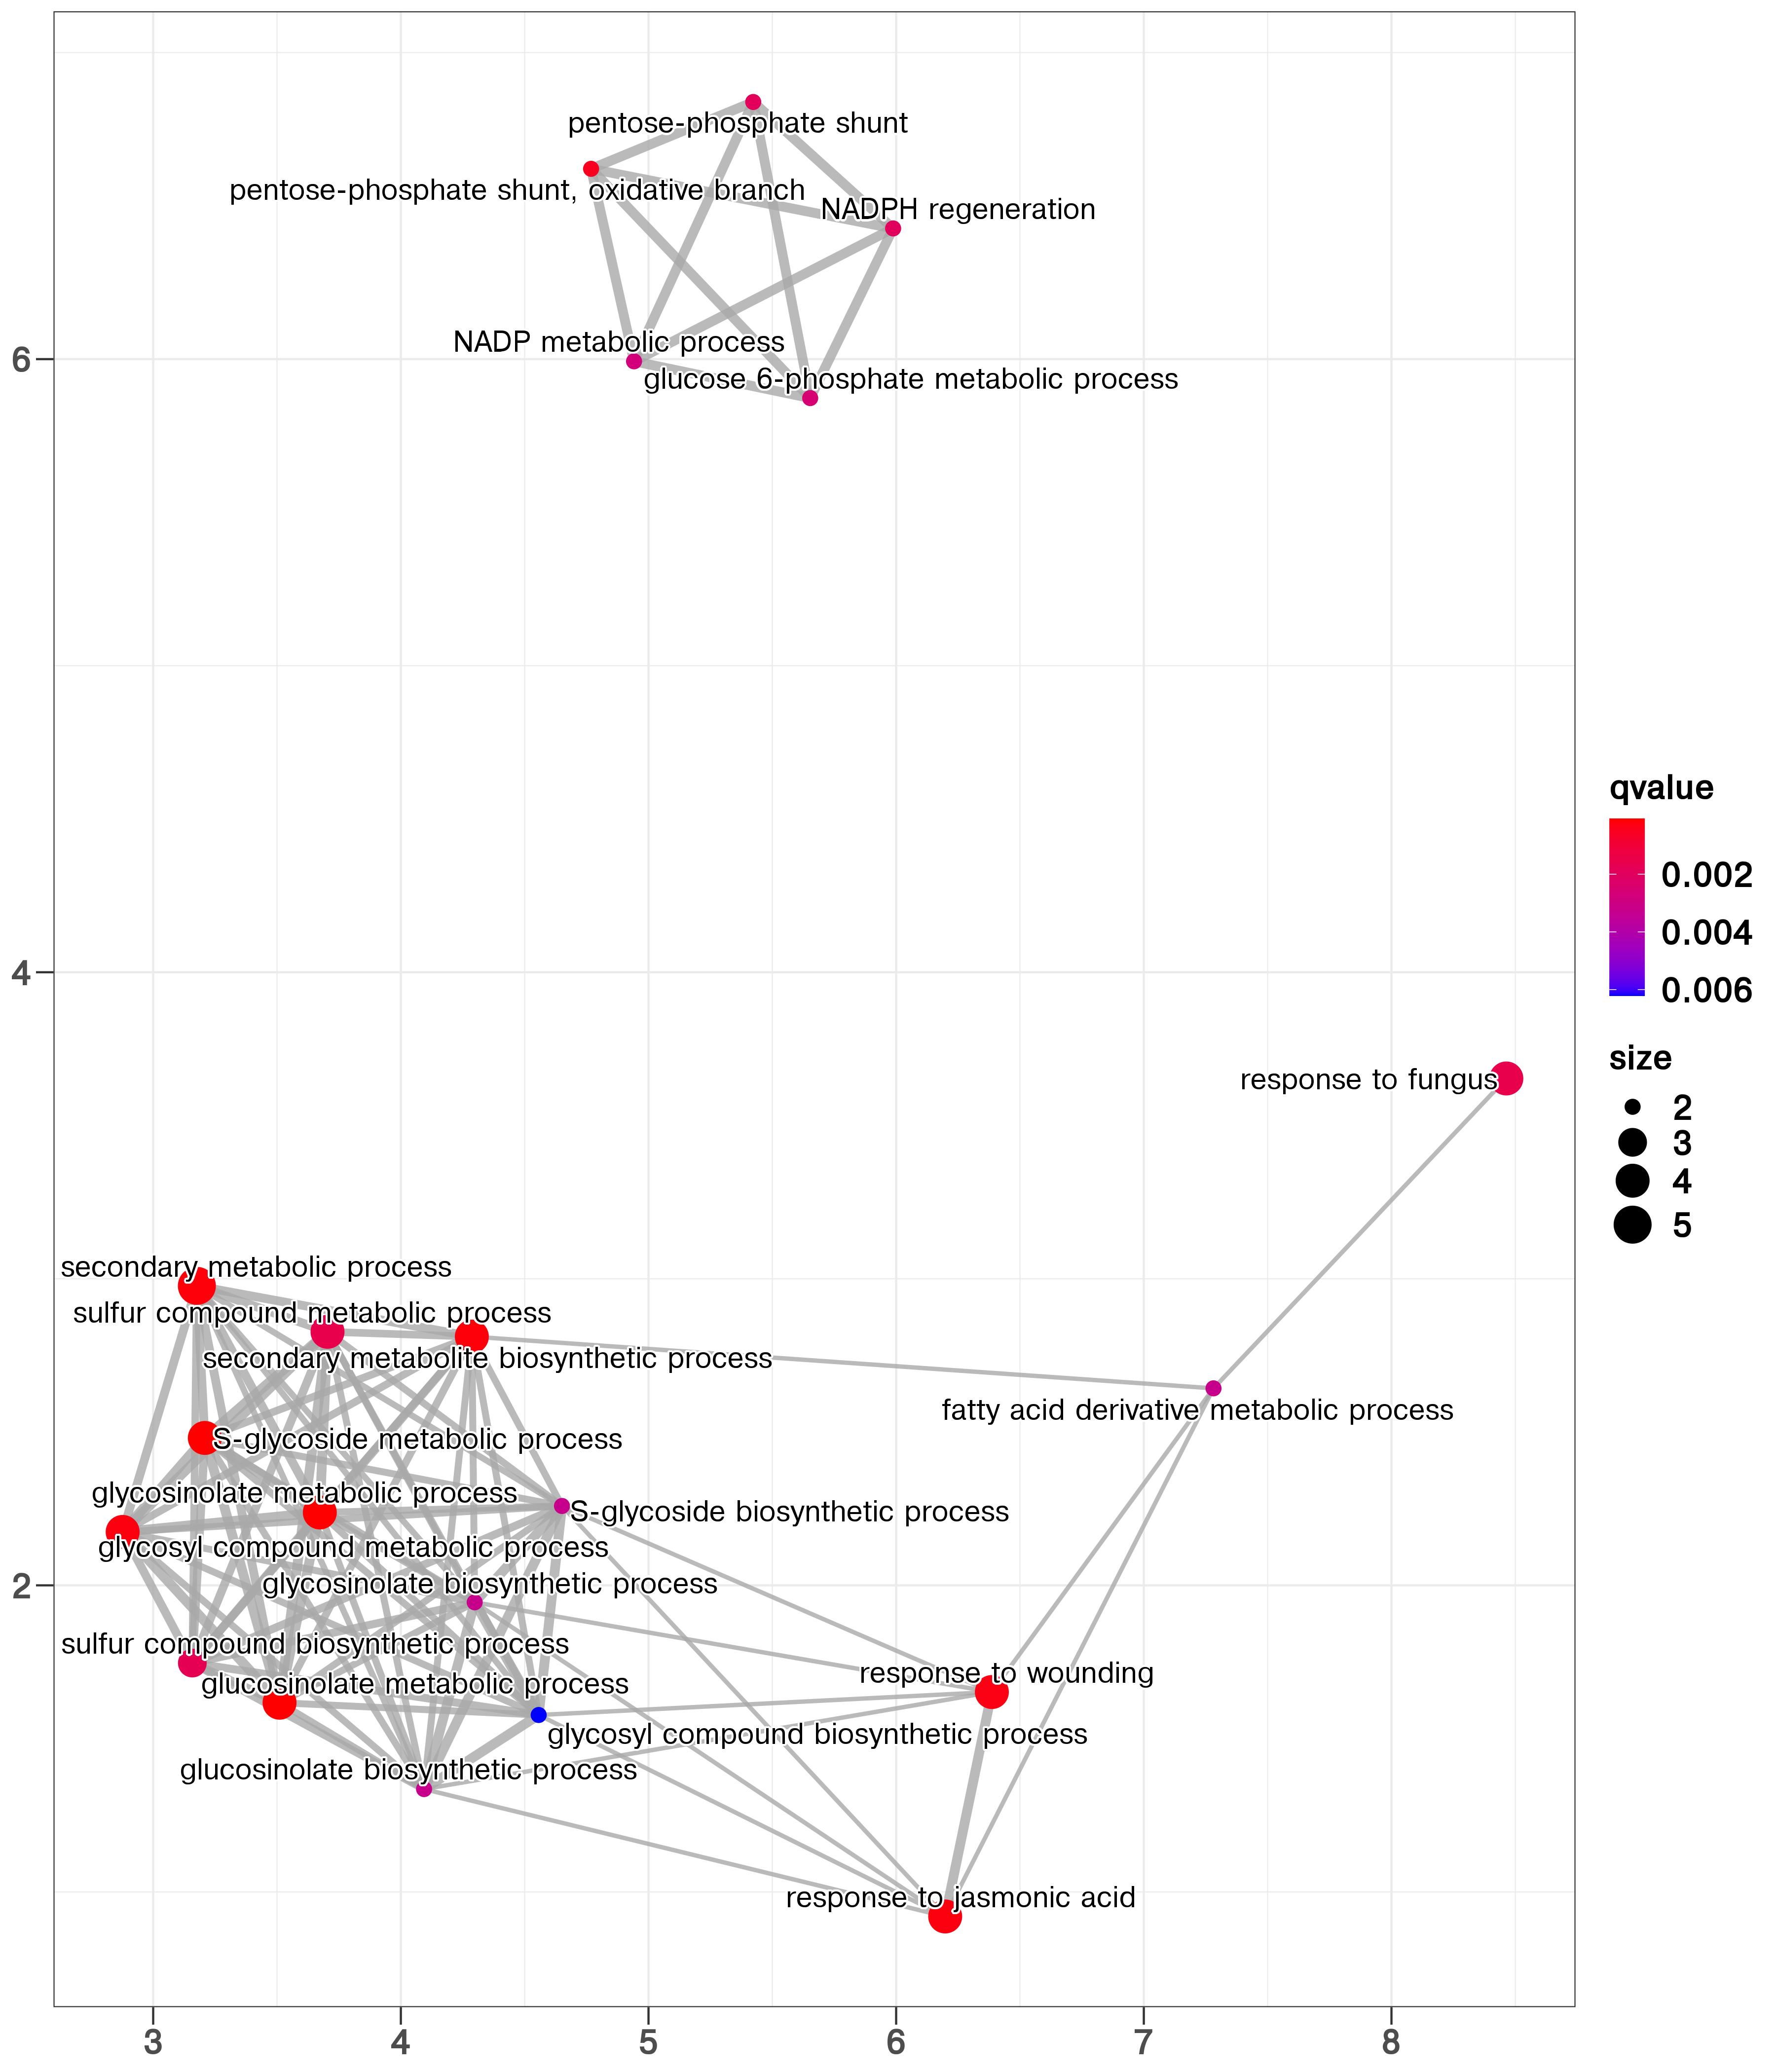 pentose-phosphate shunt
pentose-phosphate shunt, oxidative branch
NADPH regeneration
NADP metabolic process
glucose 6-phosphate metabolic process
response to fungus
secondary metabolic process
sulfur compound metabolic process
secondary metabolite biosynthetic process
fatty acid derivative metabolic process
S-glycoside metabolic process
glycosinolate metabolic process
S-glycoside biosynthetic process
glycosyl compound metabolic process
glycosinolate biosynthetic process
sulfur compound biosynthetic process
response to wounding
glucosinolate metabolic process
glycosyl compound biosynthetic process
glucosinolate biosynthetic process
response to jasmonic acid
6
4
2
3 4 5 6 7 8
qvalue
0.002
0.004
0.006
size
2
3
4
5